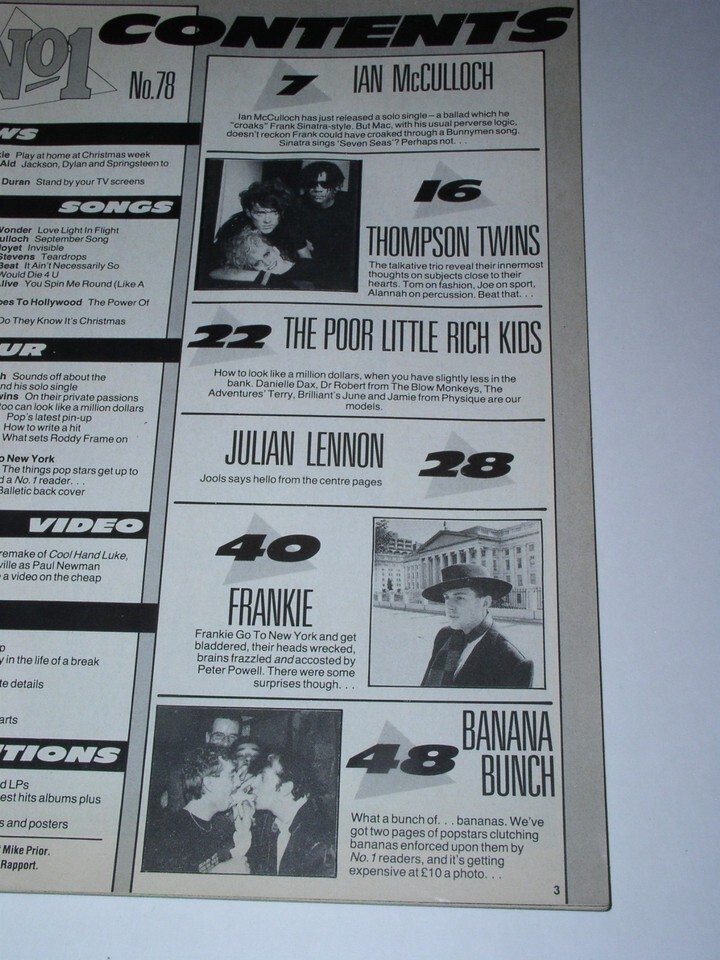 No1
No.78
CONTENTS
WS
kie Play at home at Christmas week
Aid Jackson, Dylan and Springsteen to
Duran Stand by your TV screens
SONGS
Wonder Love Light In Flight
ulloch September Song
oyet Invisible
Stevens Teardrops
Beat It Ain't Necessarily So
Would Die 4 U
Alive You Spin Me Round (Like A
oes To Hollywood The Power Of
Do They Know It's Christmas
UR
h Sounds off about the
nd his solo single
wins On their private passions
too can look like a million dollars
Pop's latest pin-up
How to write a hit
What sets Roddy Frame on
o New York
The things pop stars get up to
d a No.1 reader...
Balletic back cover
VIDEO
remake of Cool Hand Luke,
ville as Paul Newman
a video on the cheap
p
y in the life of a break
te details
arts
TIONS
d LPs
est hits albums plus
s and posters
Mike Prior.
Rapport.
7 IAN McCULLOCH
Ian McCulloch has just released a solo single – a ballad which he
"croaks" Frank Sinatra-style. But Mac, with his usual perverse logic,
doesn't reckon Frank could have croaked through a Bunnymen song.
Sinatra sings 'Seven Seas'? Perhaps not...
16
THOMPSON TWINS
The talkative trio reveal their innermost
thoughts on subjects close to their
hearts. Tom on fashion, Joe on sport,
Alannah on percussion. Beat that...
22 THE POOR LITTLE RICH KIDS
How to look like a million dollars, when you have slightly less in the
bank. Danielle Dax, Dr Robert from The Blow Monkeys, The
Adventures' Terry, Brilliant's June and Jamie from Physique are our
models.
JULIAN LENNON 28
Jools says hello from the centre pages
40
FRANKIE
Frankie Go To New York and get
bladdered, their heads wrecked,
brains frazzled and accosted by
Peter Powell. There were some
surprises though...
48 BANANA
BUNCH
What a bunch of... bananas. We've
got two pages of popstars clutching
bananas enforced upon them by
No.1 readers, and it's getting
expensive at £10 a photo...
3